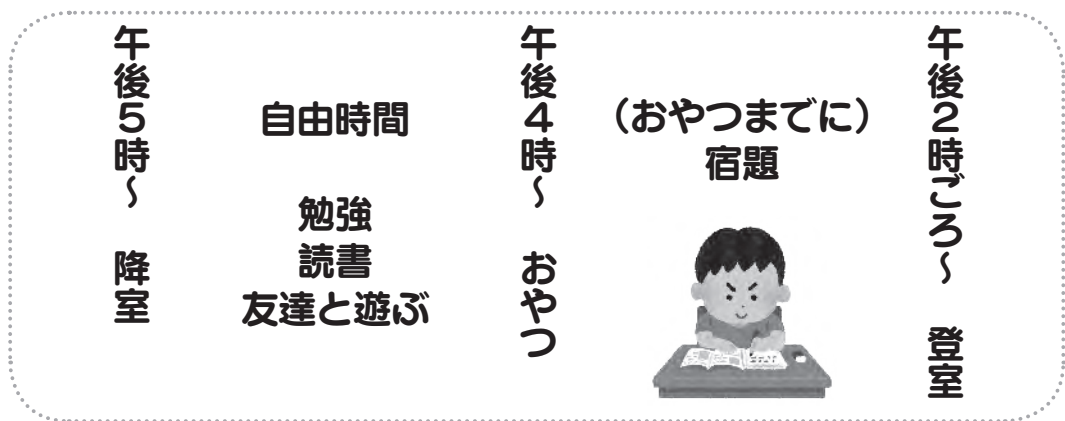 午後2時ごろ～　登室
（おやつまでに）
宿題
午後4時～　おやつ
自由時間
勉強
読書
友達と遊ぶ
午後5時～　降室